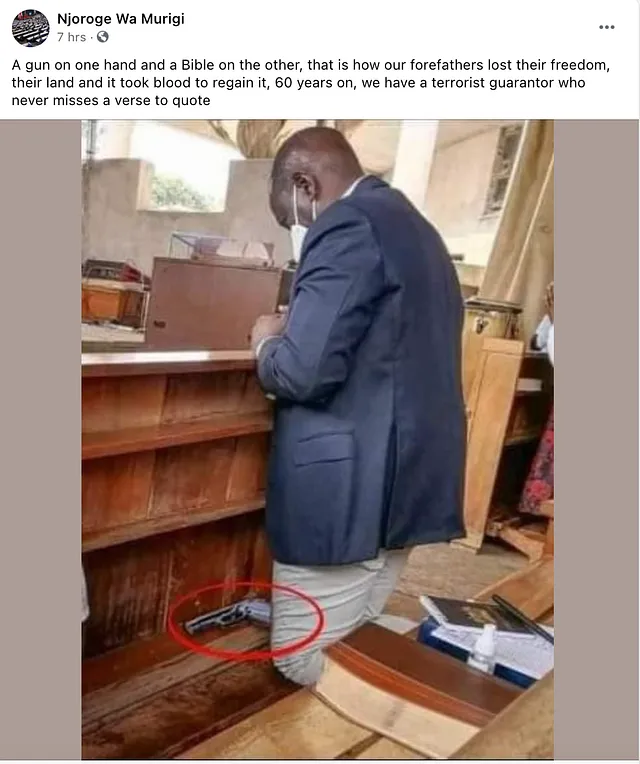 Njoroge Wa Murigi
7 hrs ·
A gun on one hand and a Bible on the other, that is how our forefathers lost their freedom,
their land and it took blood to regain it, 60 years on, we have a terrorist guarantor who
never misses a verse to quote